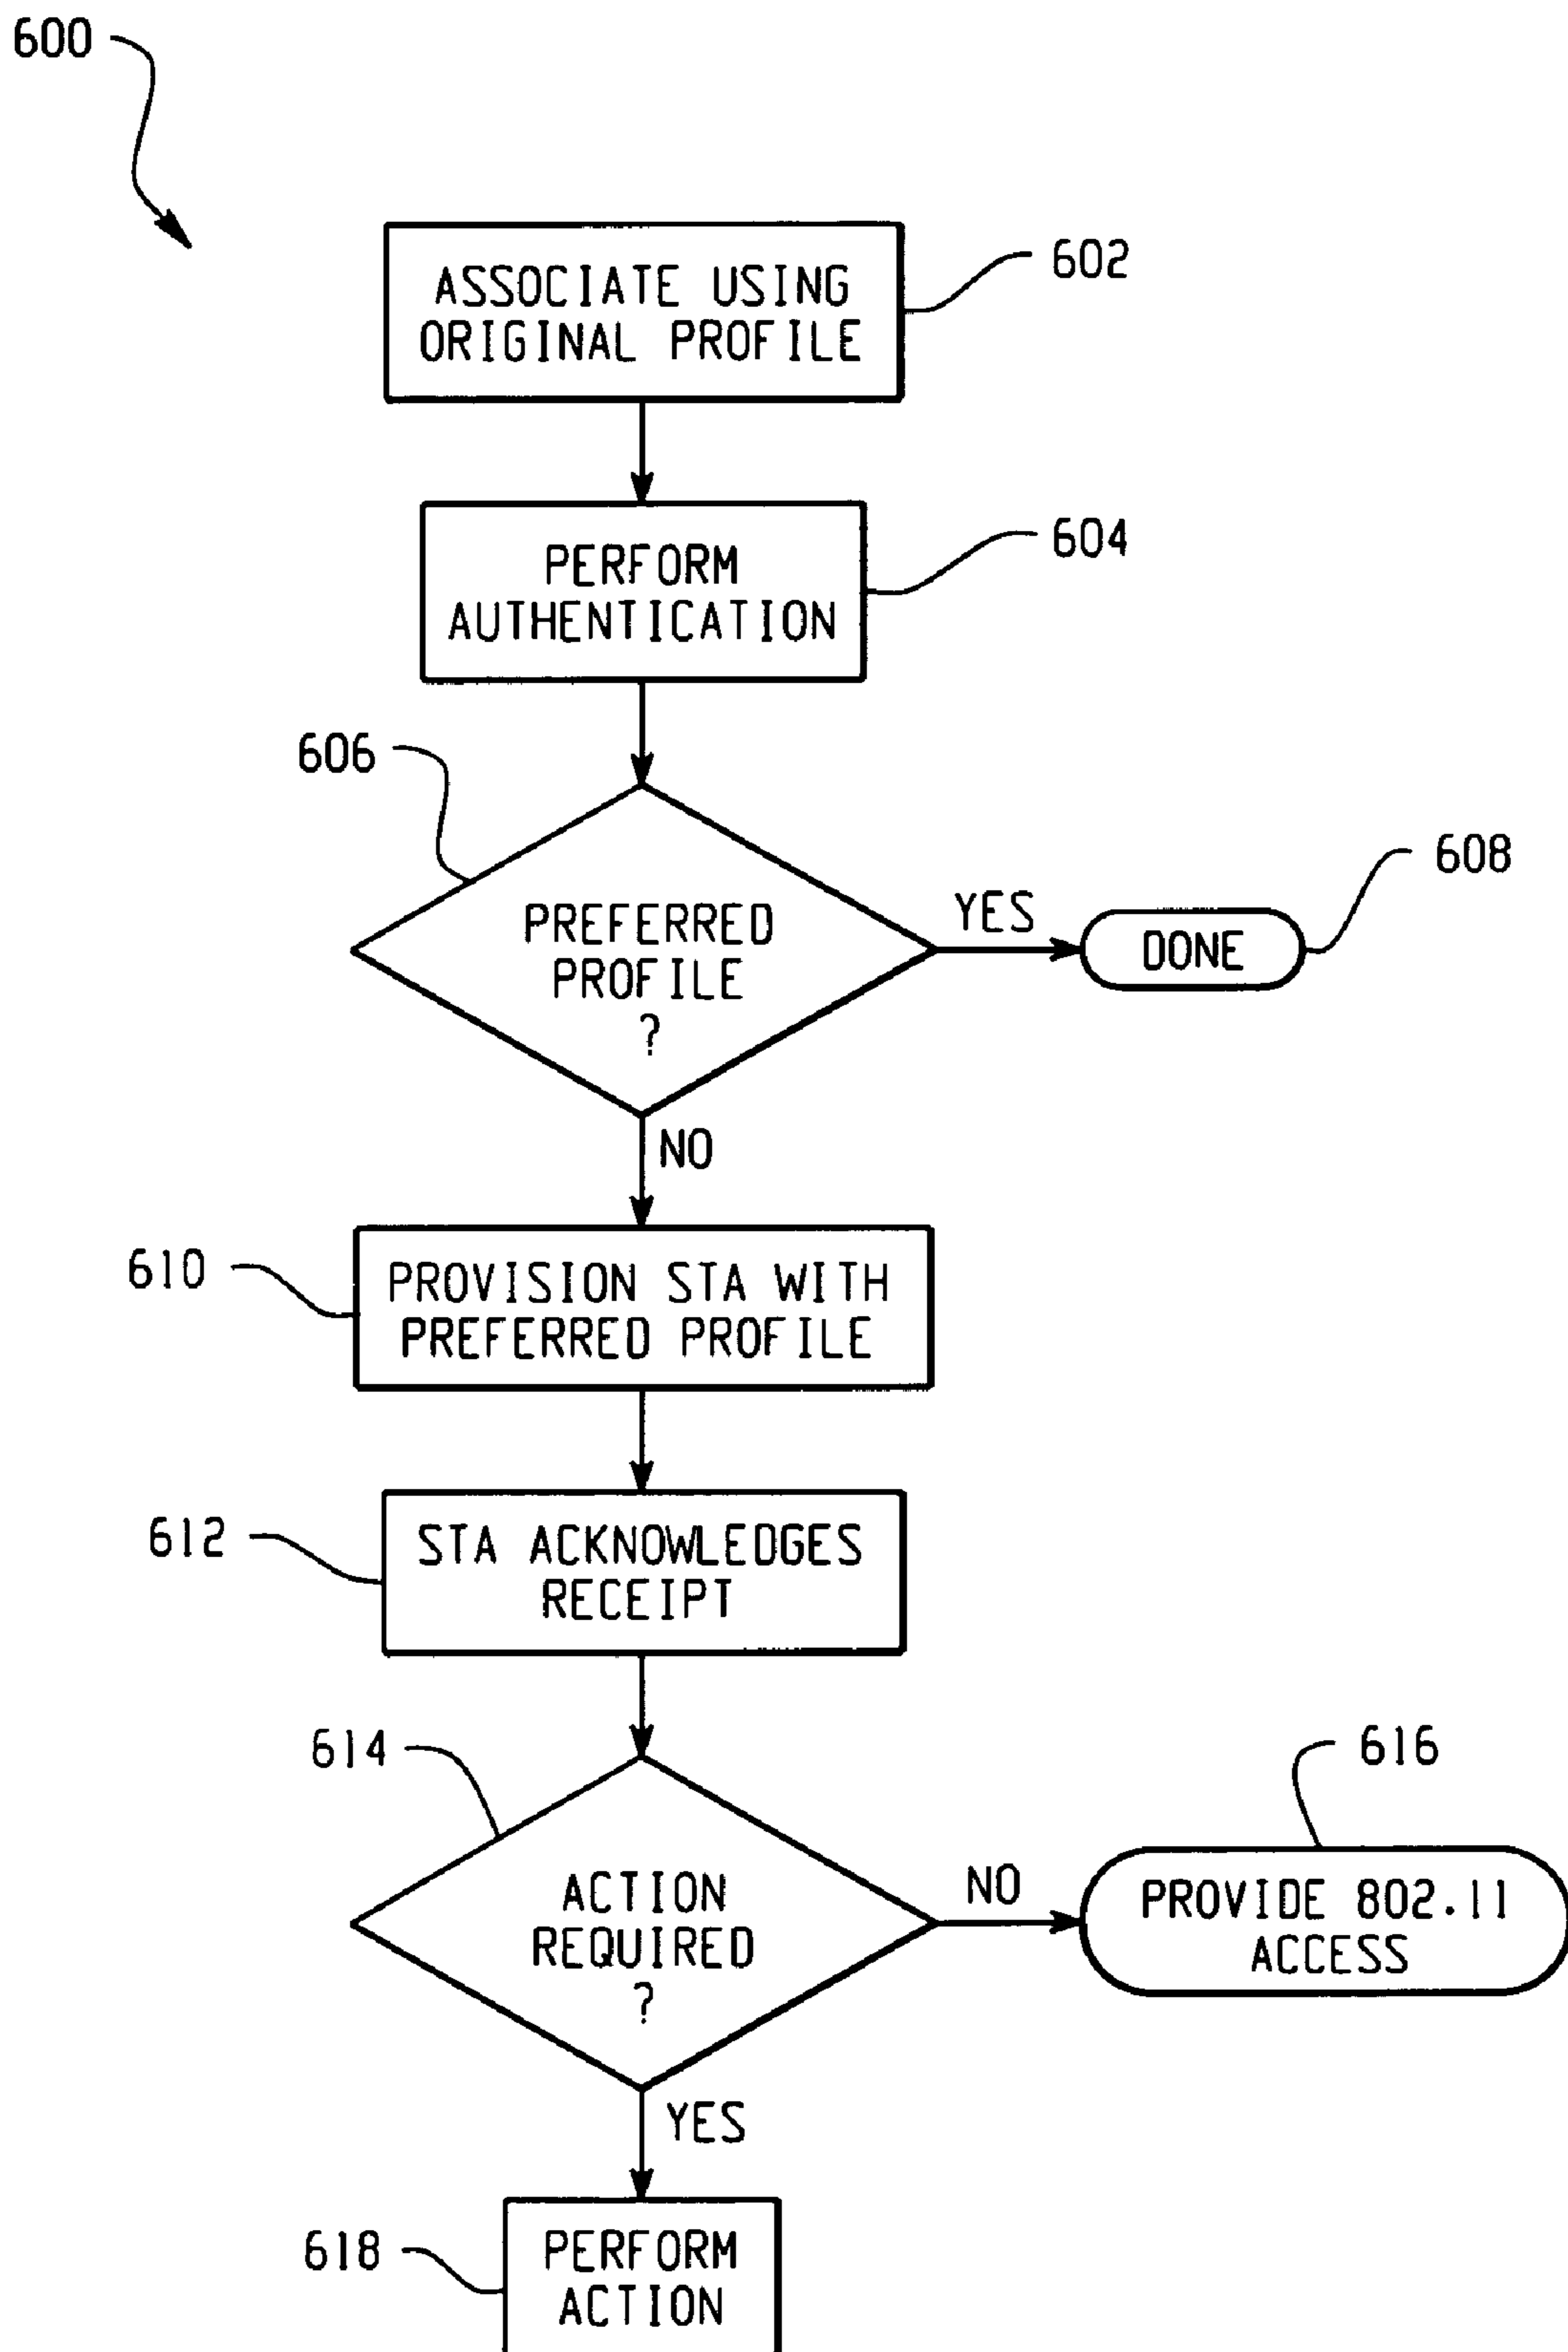 600
ASSOCIATE USING
ORIGINAL PROFILE
602
PERFORM
AUTHENTICATION
604
606
PREFERRED
PROFILE
?
YES
DONE
608
NO
610
PROVISION STA WITH
PREFERRED PROFILE
612
STA ACKNOWLEDGES
RECEIPT
614
ACTION
REQUIRED
?
NO
616
PROVIDE 802.11
ACCESS
YES
618
PERFORM
ACTION